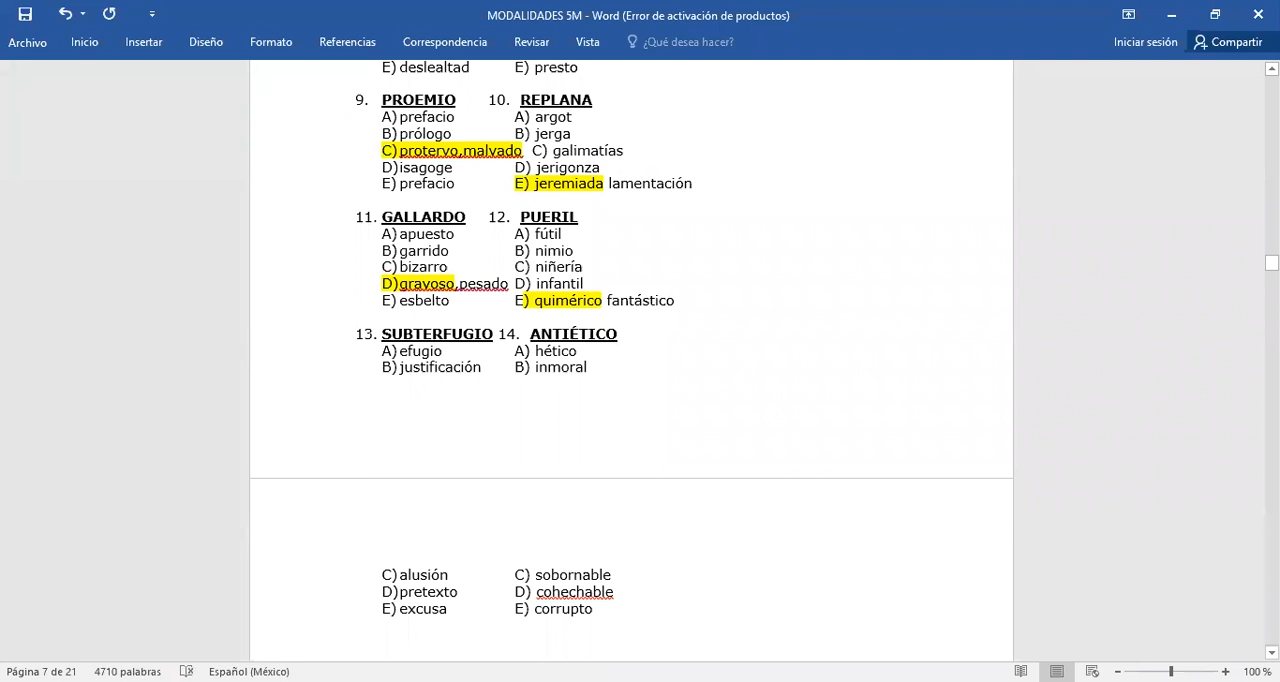 MODALIDADES 5M - Word (Error de activación de productos)
Archivo Inicio Insertar Diseño Formato Referencias Correspondencia Revisar Vista ¿Qué desea hacer? Iniciar sesión Compartir
E) deslealtad E) presto
9. PROEMIO 10. REPLANA
A) prefacio A) argot
B) prólogo B) jerga
C) protervo,malvado C) galimatías
D) isagoge D) jerigonza
E) prefacio E) jeremiada lamentación
11. GALLARDO 12. PUERIL
A) apuesto A) fútil
B) garrido B) nimio
C) bizarro C) niñería
D) gravoso,pesado D) infantil
E) esbelto E) quimérico fantástico
13. SUBTERFUGIO 14. ANTIÉTICO
A) efugio A) hético
B) justificación B) inmoral
C) alusión C) sobornable
D) pretexto D) cohechable
E) excusa E) corrupto
Página 7 de 21 4710 palabras Español (México) - + 100 %